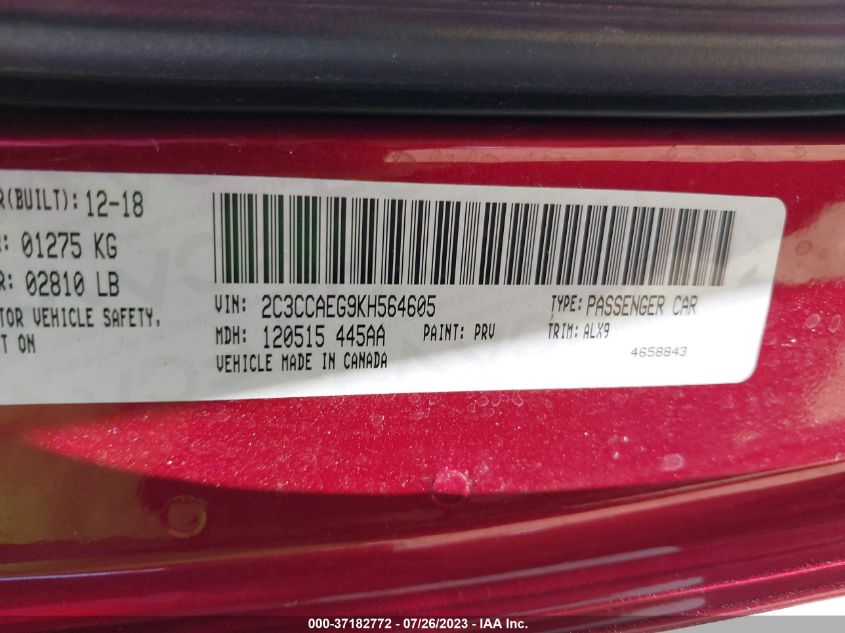 R(BUILT): 12-18
: 01275 KG
R: 02810 LB
TOR VEHICLE SAFETY,
ST ON
VIN: 2C3CCAEG9KH564605
TYPE: PASSENGER CAR
MDH: 120515 445AA
PAINT: PRV
TRIM: ALX9
VEHICLE MADE IN CANADA
4658843
000-37182772 - 07/26/2023 - IAA Inc.